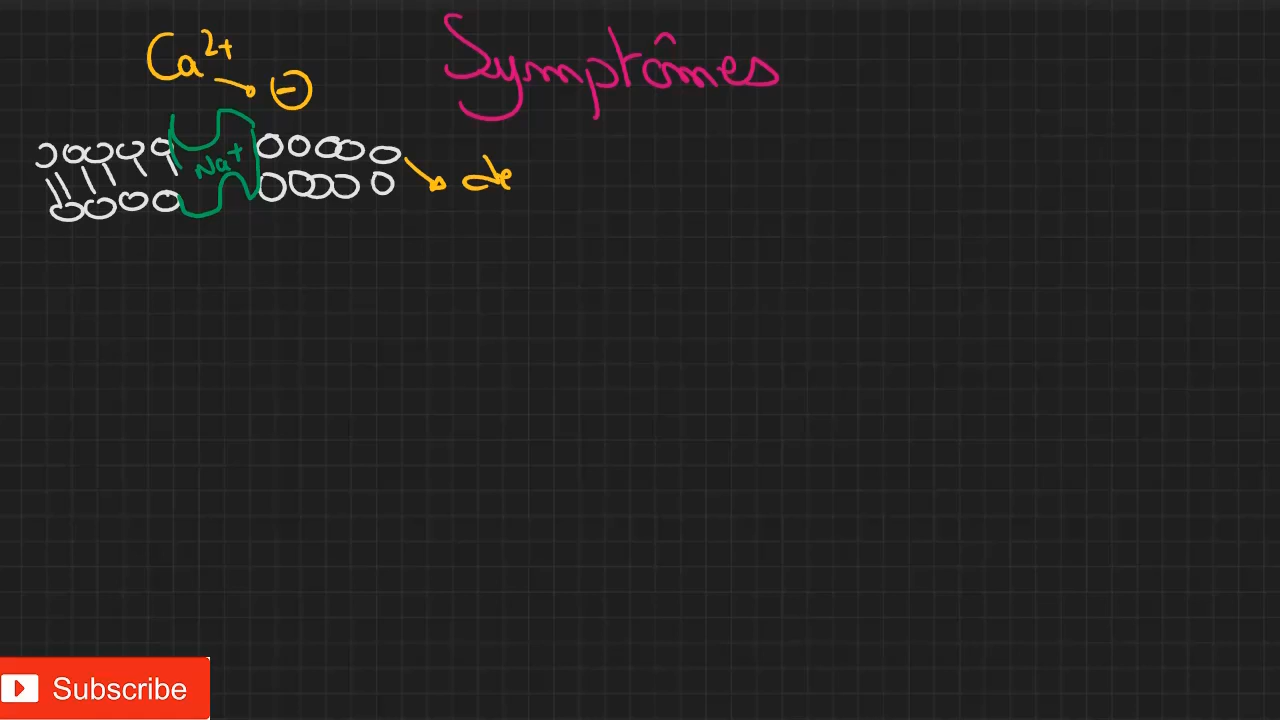 Symptômes
Ca²⁺
⊖
Na⁺
de
Subscribe